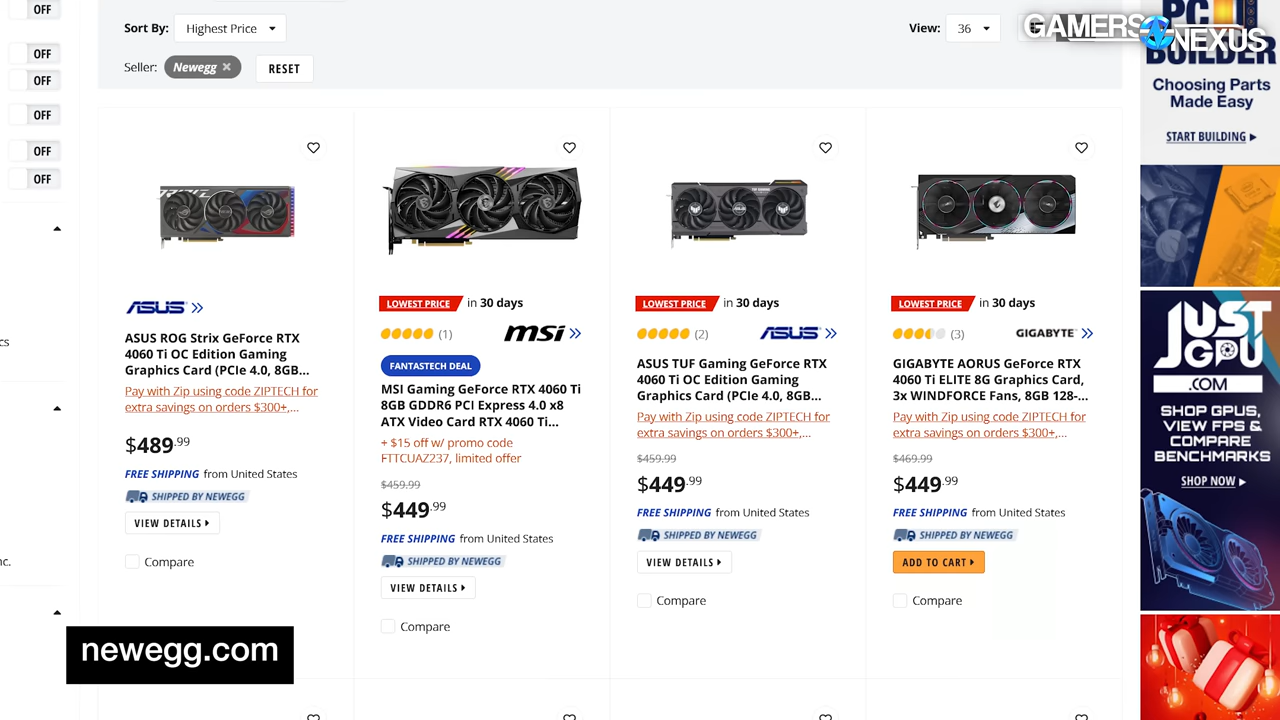 OFF
OFF
OFF
OFF
OFF
OFF
Sort By: Highest Price
View: 36
Seller: Newegg × RESET
GAMERS NEXUS
PC BUILDER
Choosing Parts
Made Easy
START BUILDING
ASUS
ASUS ROG Strix GeForce RTX
4060 Ti OC Edition Gaming
Graphics Card (PCIe 4.0, 8GB...
Pay with Zip using code ZIPTECH for
extra savings on orders $300+,...
$489.99
FREE SHIPPING from United States
SHIPPED BY NEWEGG
VIEW DETAILS
Compare
LOWEST PRICE in 30 days
(1) msi
FANTASTECH DEAL
MSI Gaming GeForce RTX 4060 Ti
8GB GDDR6 PCI Express 4.0 x8
ATX Video Card RTX 4060 Ti...
+ $15 off w/ promo code
FTTCUAZ237, limited offer
$459.99
$449.99
FREE SHIPPING from United States
SHIPPED BY NEWEGG
VIEW DETAILS
Compare
LOWEST PRICE in 30 days
(2) ASUS
ASUS TUF Gaming GeForce RTX
4060 Ti OC Edition Gaming
Graphics Card (PCIe 4.0, 8GB...
Pay with Zip using code ZIPTECH for
extra savings on orders $300+,...
$459.99
$449.99
FREE SHIPPING from United States
SHIPPED BY NEWEGG
VIEW DETAILS
Compare
LOWEST PRICE in 30 days
(3) GIGABYTE
GIGABYTE AORUS GeForce RTX
4060 Ti ELITE 8G Graphics Card,
3x WINDFORCE Fans, 8GB 128-...
Pay with Zip using code ZIPTECH for
extra savings on orders $300+,...
$469.99
$449.99
FREE SHIPPING from United States
SHIPPED BY NEWEGG
ADD TO CART
Compare
JUST
GPU
.COM
SHOP GPUS,
VIEW FPS &
COMPARE
BENCHMARKS
SHOP NOW
newegg.com